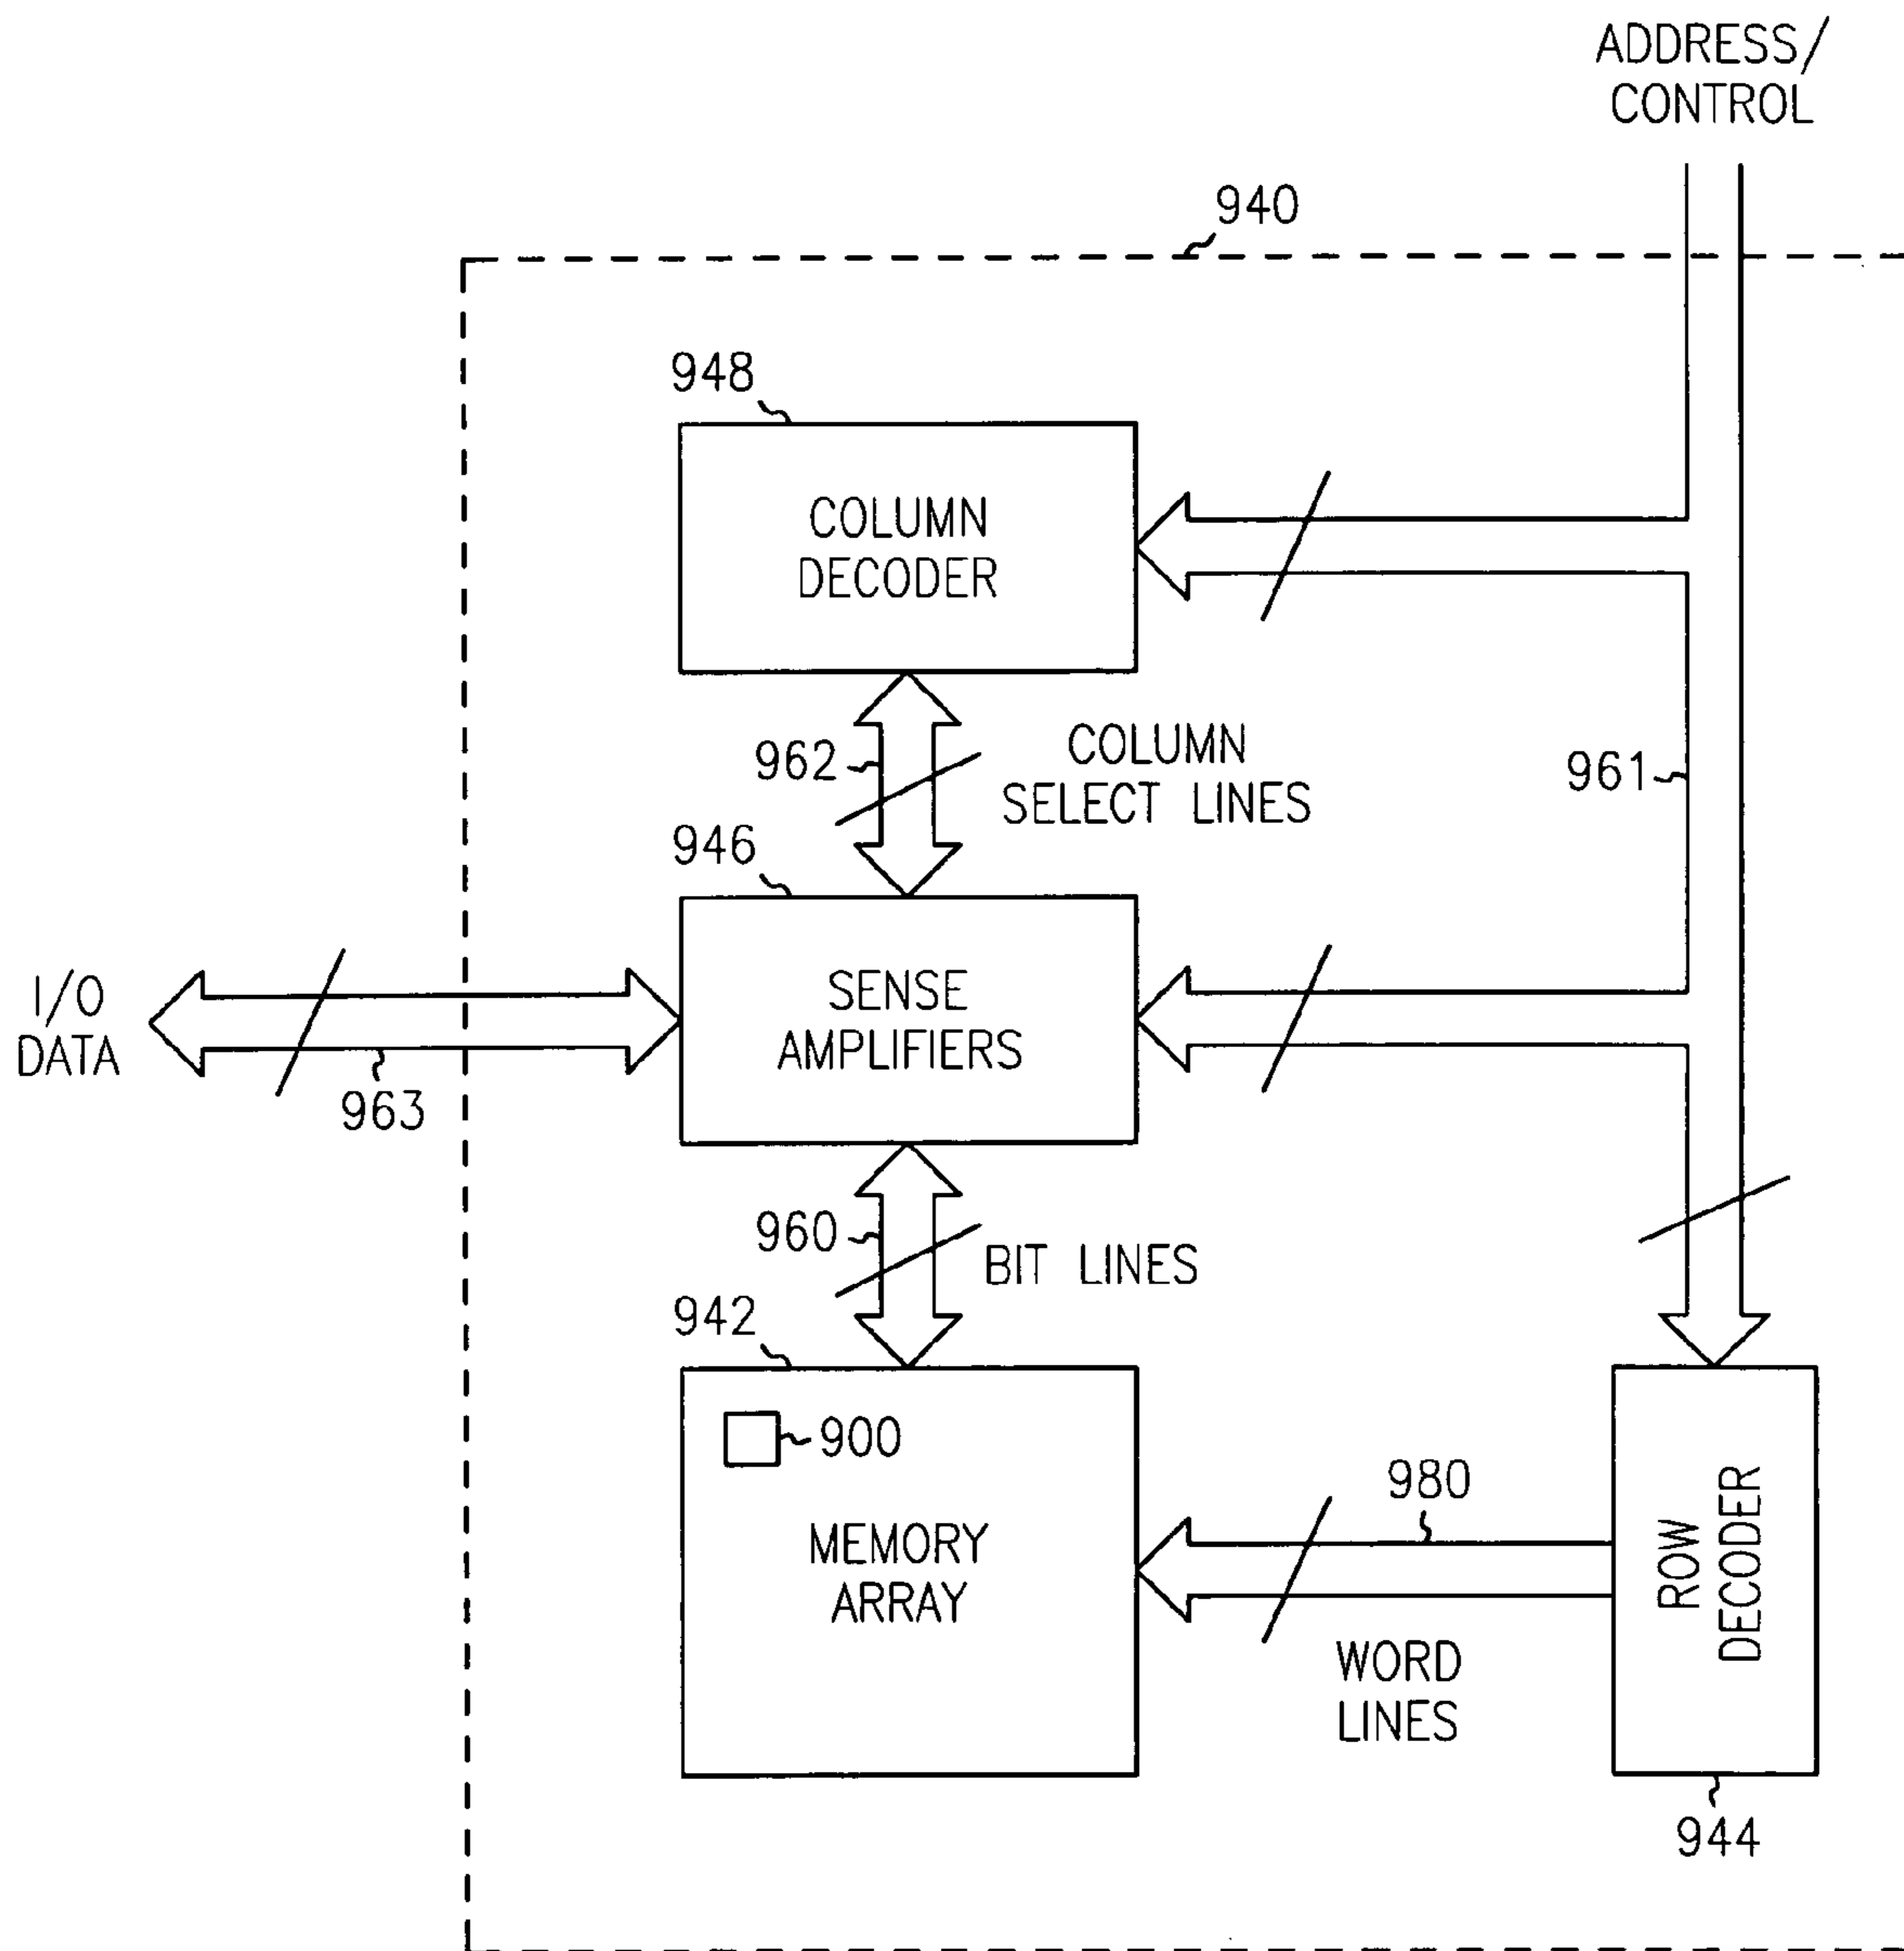 ADDRESS/
CONTROL
940
948
COLUMN
DECODER
962
COLUMN
SELECT LINES
961
946
I/O
DATA
SENSE
AMPLIFIERS
963
960
BIT LINES
942
900
980
MEMORY
ARRAY
ROW
DECODER
WORD
LINES
944